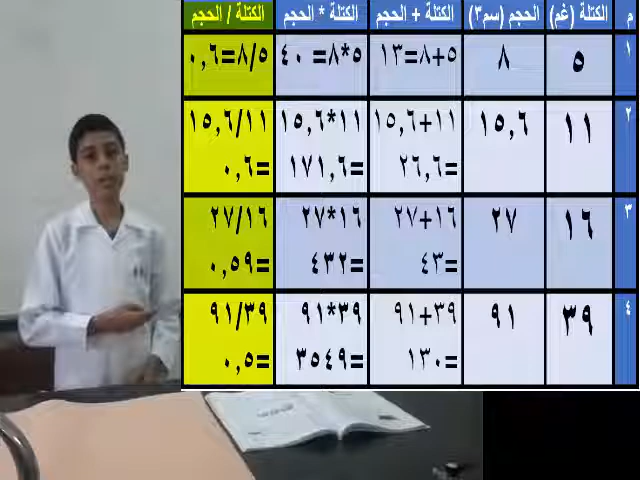 م الكتلة (غم) الحجم (سم٣) الكتلة + الحجم الكتلة * الحجم الكتلة / الحجم
١ ٥ ٨ ٥+٨=١٣ ٥*٨= ٤٠ ٨/٥=٠,٦
٢ ١١ ١٥,٦ ١١+١٥,٦ ١١*١٥,٦ ١٥,٦/١١
=٢٦,٦ =١٧١,٦ =٠,٦
٣ ١٦ ٢٧ ١٦+٢٧ ١٦*٢٧ ٢٧/١٦
=٤٣ =٤٣٢ =٠,٥٩
٤ ٣٩ ٩١ ٣٩+٩١ ٣٩*٩١ ٩١/٣٩
=١٣٠ =٣٥٤٩ =٠,٥